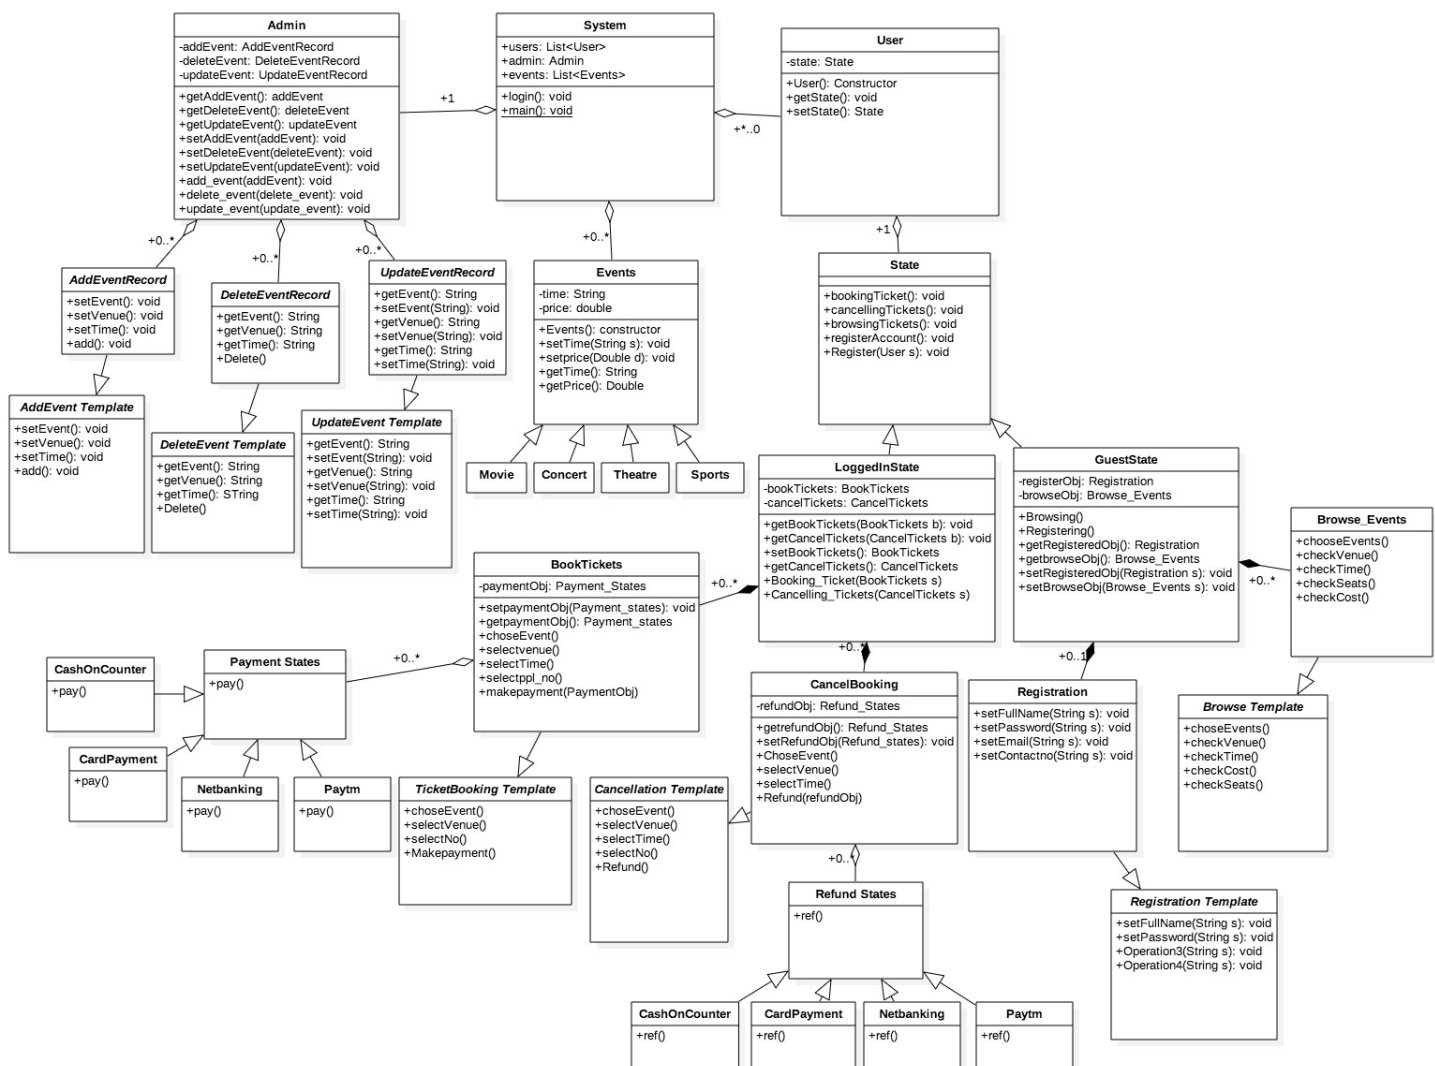 Admin
-addEvent: AddEventRecord
-deleteEvent: DeleteEventRecord
-updateEvent: UpdateEventRecord
+getAddEvent(): addEvent
+getDeleteEvent(): deleteEvent
+getUpdateEvent(): updateEvent
+setAddEvent(addEvent): void
+setDeleteEvent(deleteEvent): void
+setUpdateEvent(updateEvent): void
+add_event(addEvent): void
+delete_event(delete_event): void
+update_event(update_event): void
+1
System
+users: List<User>
+admin: Admin
+events: List<Events>
+login(): void
+main(): void
+*..0
User
-state: State
+User(): Constructor
+getState(): void
+setState(): State
+0..*
+0..*
+0..*
+0..*
+1
AddEventRecord
+setEvent(): void
+setVenue(): void
+setTime(): void
+add(): void
DeleteEventRecord
+getEvent(): String
+getVenue(): String
+getTime(): String
+Delete()
UpdateEventRecord
+getEvent(): String
+setEvent(String): void
+getVenue(): String
+setVenue(String): void
+getTime(): String
+setTime(String): void
Events
-time: String
-price: double
+Events(): constructor
+setTime(String s): void
+setprice(Double d): void
+getTime(): String
+getPrice(): Double
State
+bookingTicket(): void
+cancellingTickets(): void
+browsingTickets(): void
+registerAccount(): void
+Register(User s): void
AddEvent Template
+setEvent(): void
+setVenue(): void
+setTime(): void
+add(): void
DeleteEvent Template
+getEvent(): String
+getVenue(): String
+getTime(): STring
+Delete()
UpdateEvent Template
+getEvent(): String
+setEvent(String): void
+getVenue(): String
+setVenue(String): void
+getTime(): String
+setTime(String): void
Movie
Concert
Theatre
Sports
LoggedInState
-bookTickets: BookTickets
-cancelTickets: CancelTickets
+getBookTickets(BookTickets b): void
+getCancelTickets(CancelTickets b): void
+setBookTickets(): BookTickets
+getCancelTickets(): CancelTickets
+Booking_Ticket(BookTickets s)
+Cancelling_Tickets(CancelTickets s)
GuestState
-registerObj: Registration
-browseObj: Browse_Events
+Browsing()
+Registering()
+getRegisteredObj(): Registration
+getbrowseObj(): Browse_Events
+setRegisteredObj(Registration s): void
+setBrowseObj(Browse_Events s): void
+0..*
Browse_Events
+chooseEvents()
+checkVenue()
+checkTime()
+checkSeats()
+checkCost()
BookTickets
-paymentObj: Payment_States
+setpaymentObj(Payment_states): void
+getpaymentObj(): Payment_states
+choseEvent()
+selectvenue()
+selectTime()
+selectppl_no()
+makepayment(PaymentObj)
+0..*
+0..*
+0..*
+0..1
CashOnCounter
+pay()
Payment States
+pay()
CardPayment
+pay()
Netbanking
+pay()
Paytm
+pay()
CancelBooking
-refundObj: Refund_States
+getrefundObj(): Refund_States
+setRefundObj(Refund_states): void
+ChoseEvent()
+selectVenue()
+selectTime()
+Refund(refundObj)
Registration
+setFullName(String s): void
+setPassword(String s): void
+setEmail(String s): void
+setContactno(String s): void
Browse Template
+choseEvents()
+checkVenue()
+checkTime()
+checkCost()
+checkSeats()
TicketBooking Template
+choseEvent()
+selectVenue()
+selectNo()
+Makepayment()
Cancellation Template
+choseEvent()
+selectVenue()
+selectTime()
+selectNo()
+Refund()
+0..*
Refund States
+ref()
Registration Template
+setFullName(String s): void
+setPassword(String s): void
+Operation3(String s): void
+Operation4(String s): void
CashOnCounter
+ref()
CardPayment
+ref()
Netbanking
+ref()
Paytm
+ref()